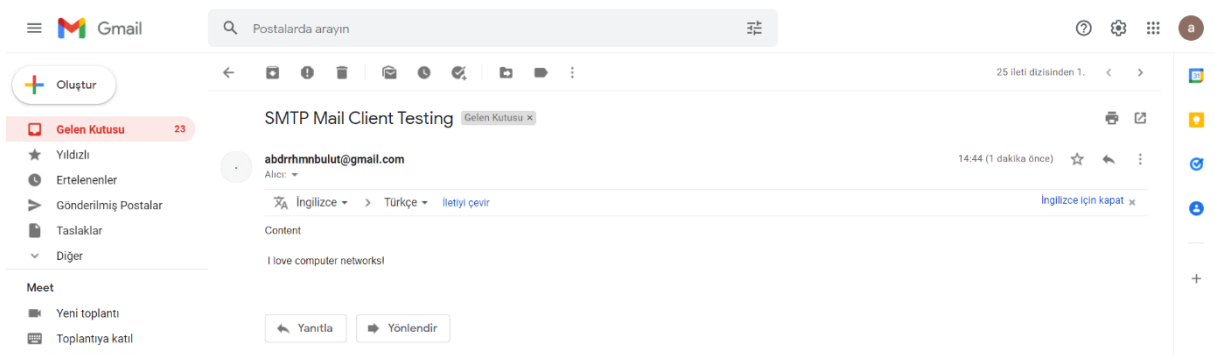 Gmail
Postalarda arayın
a
Oluştur
25 ileti dizisinden 1.
31
SMTP Mail Client Testing Gelen Kutusu ×
Gelen Kutusu 23
Yıldızlı
abdrrhmnbulut@gmail.com
14:44 (1 dakika önce)
Alıcı:
Ertelenenler
Gönderilmiş Postalar
İngilizce > Türkçe İletiyi çevir
İngilizce için kapat ×
Taslaklar
Content
Diğer
I love computer networks!
Meet
Yeni toplantı
Toplantıya katıl
Yanıtla
Yönlendir